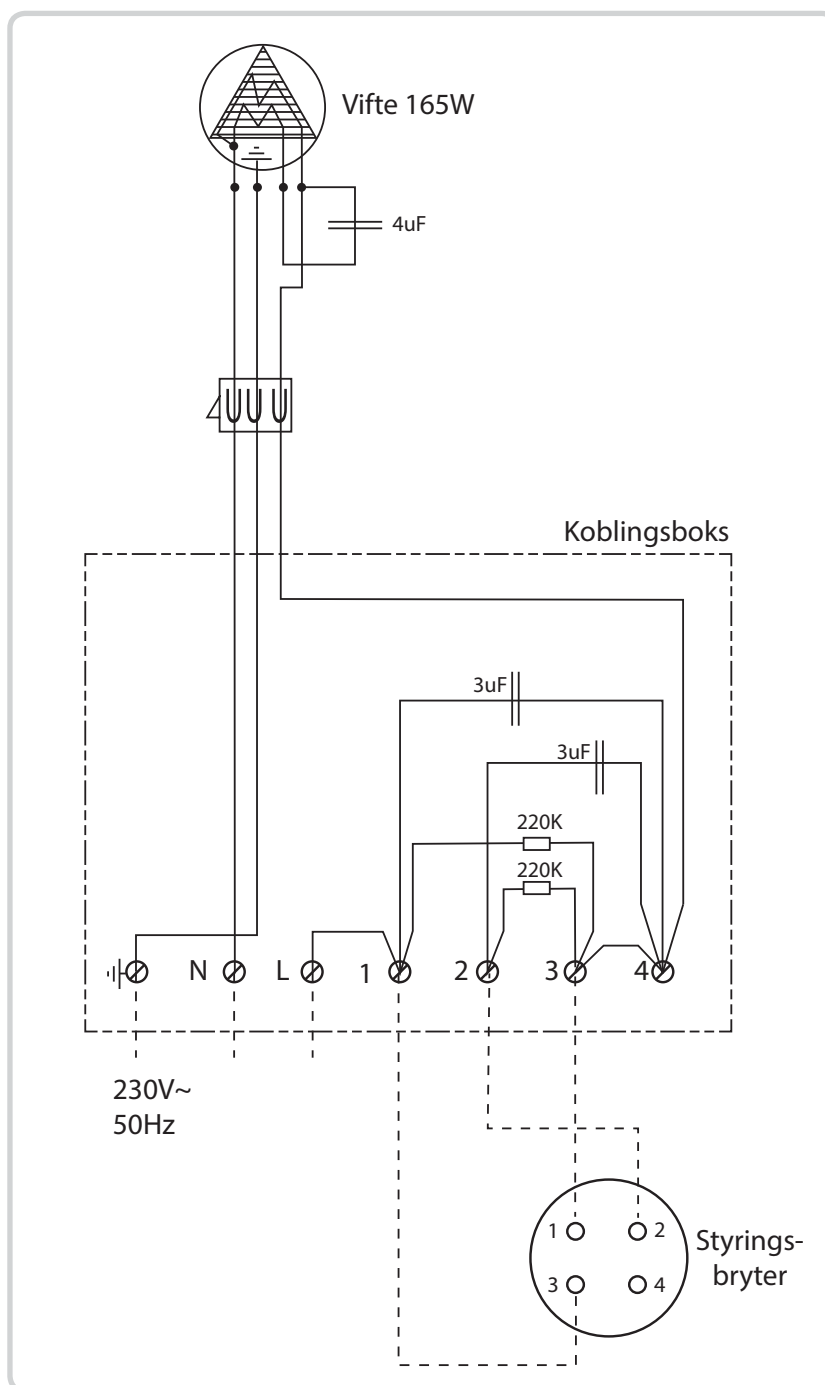 Vifte 165W
4uF
Koblingsboks
3uF
3uF
220K
220K
N L 1 2 3 4
230V~
50Hz
1 2
3 4
Styrings-
bryter